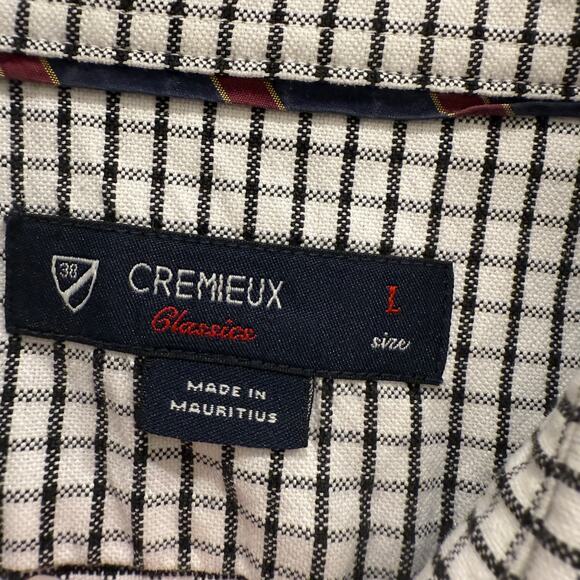 38
CREMIEUX
Classics
L
size
MADE IN
MAURITIUS